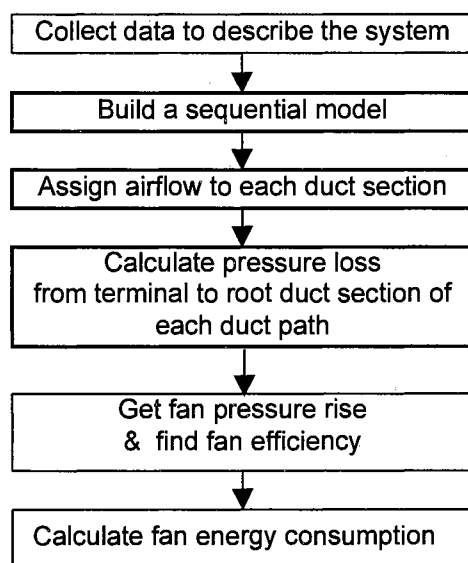 Collect data to describe the system
Build a sequential model
Assign airflow to each duct section
Calculate pressure loss
from terminal to root duct section of
each duct path
Get fan pressure rise
& find fan efficiency
Calculate fan energy consumption